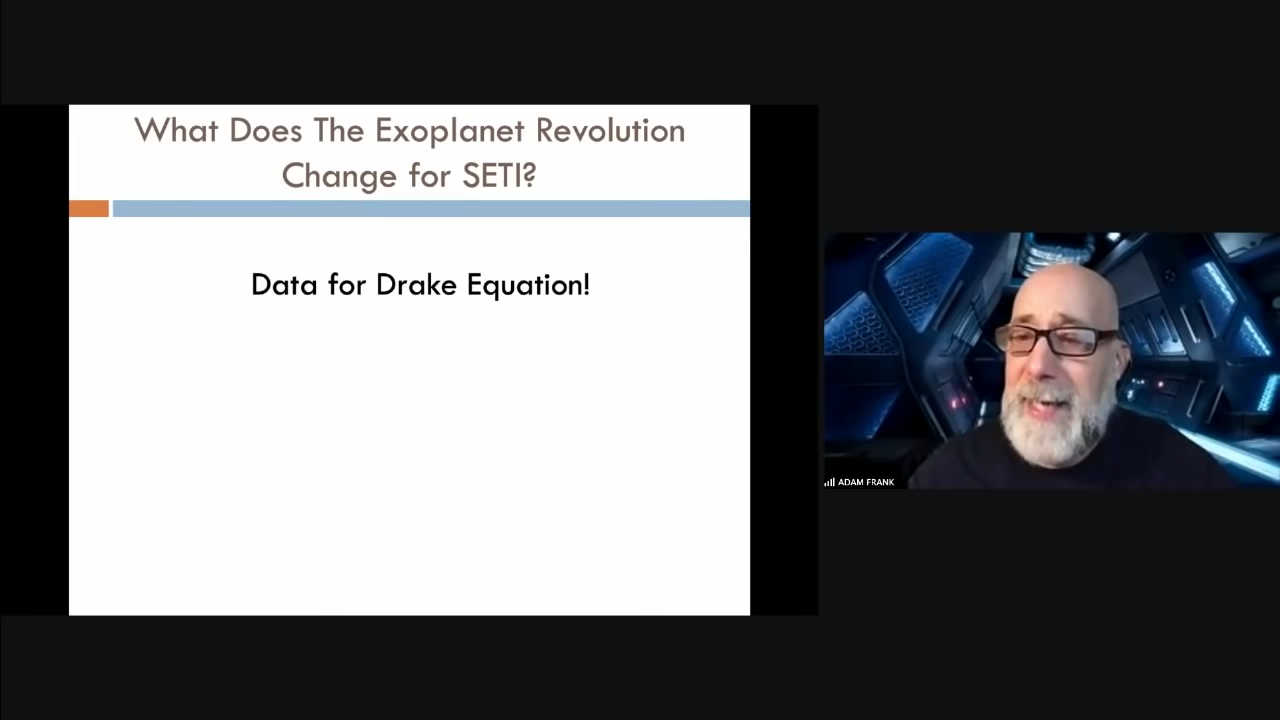 What Does The Exoplanet Revolution
Change for SETI?
Data for Drake Equation!
ADAM FRANK